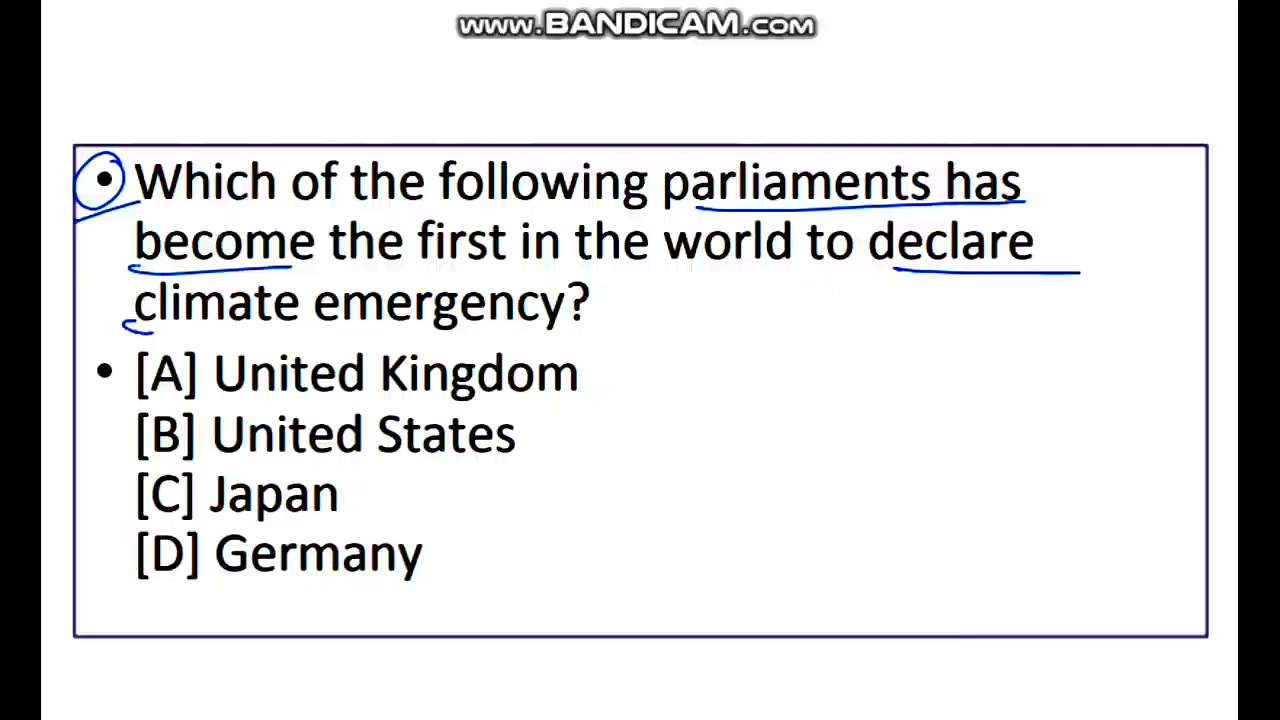 www.BANDICAM.com
• Which of the following parliaments has
become the first in the world to declare
climate emergency?
• [A] United Kingdom
[B] United States
[C] Japan
[D] Germany